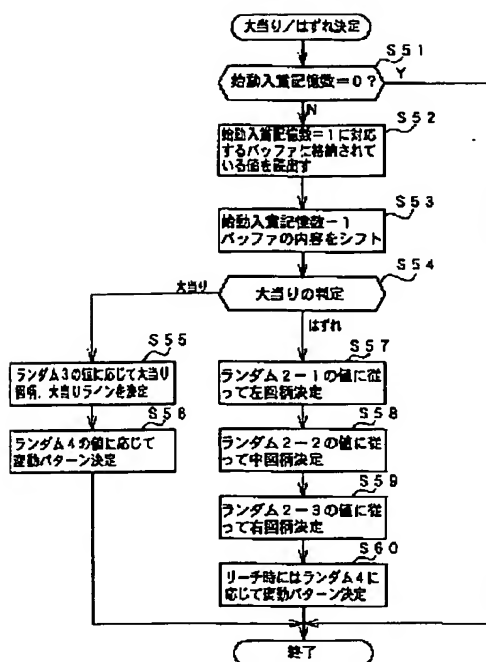 大当り／はずれ決定
S51
始動入賞記憶数＝0？
Y
N
S52
始動入賞記憶数＝1に対応
するバッファに格納されて
いる値を読出す
S53
始動入賞記憶数－1
バッファの内容をシフト
S54
大当り
大当りの判定
はずれ
S55
ランダム3の値に応じて大当り
図柄，大当りラインを決定
S56
ランダム4の値に応じて
変動パターン決定
S57
ランダム2－1の値に従
って左図柄決定
S58
ランダム2－2の値に従
って中図柄決定
S59
ランダム2－3の値に従
って右図柄決定
S60
リーチ時にはランダム4に
応じて変動パターン決定
終了